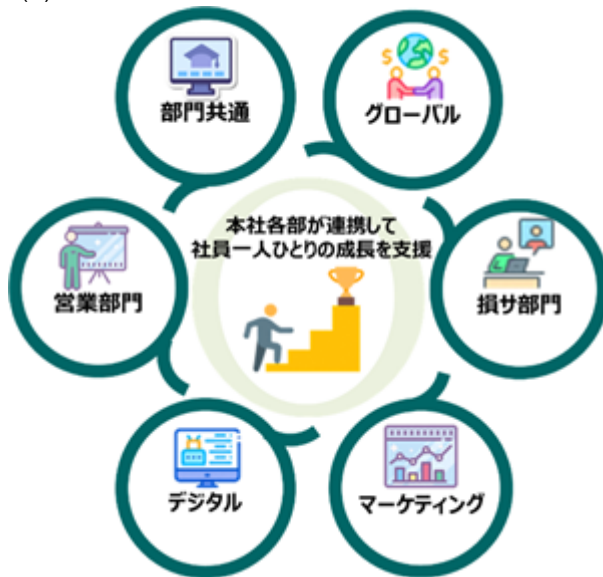 部門共通
グローバル
本社各部が連携して
社員一人ひとりの成長を支援
営業部門
損サ部門
デジタル
マーケティング